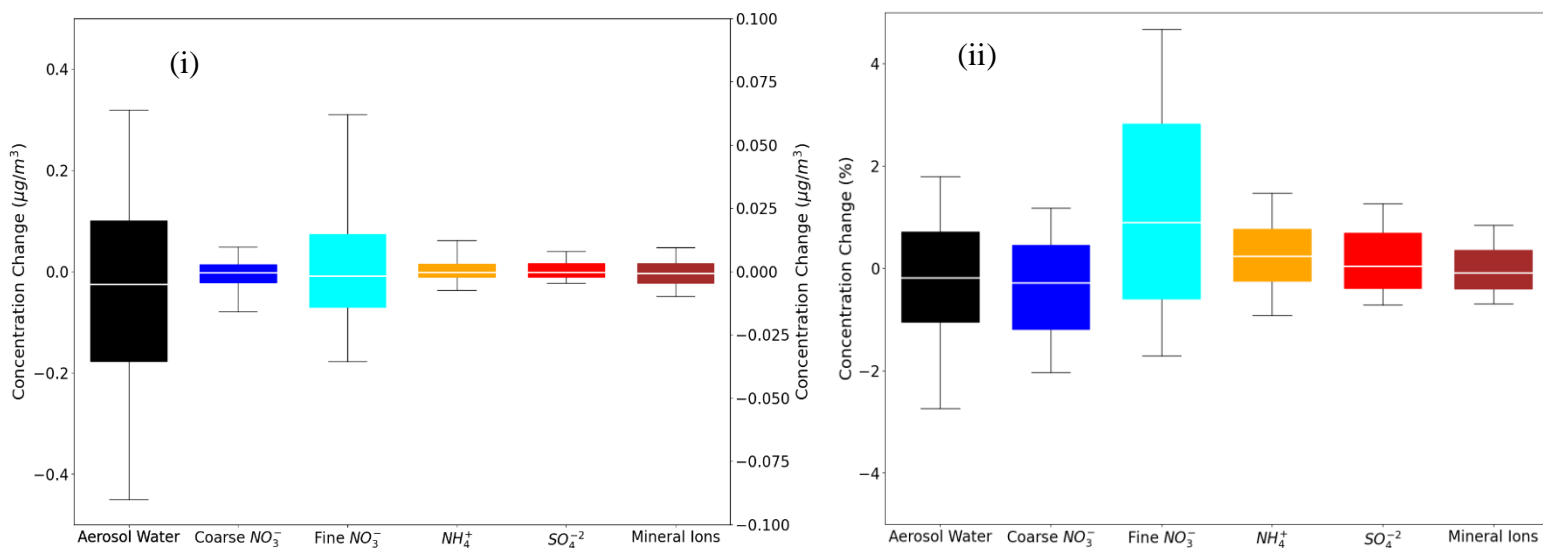 (i)
Concentration Change (μg/m³)
0.4
0.2
0.0
−0.2
−0.4
0.100
0.075
0.050
0.025
0.000
−0.025
−0.050
−0.075
−0.100
Concentration Change (μg/m³)
Aerosol Water Coarse NO₃⁻ Fine NO₃⁻ NH₄⁺ SO₄⁻² Mineral Ions
(ii)
Concentration Change (%)
4
2
0
−2
−4
Aerosol Water Coarse NO₃⁻ Fine NO₃⁻ NH₄⁺ SO₄⁻² Mineral Ions